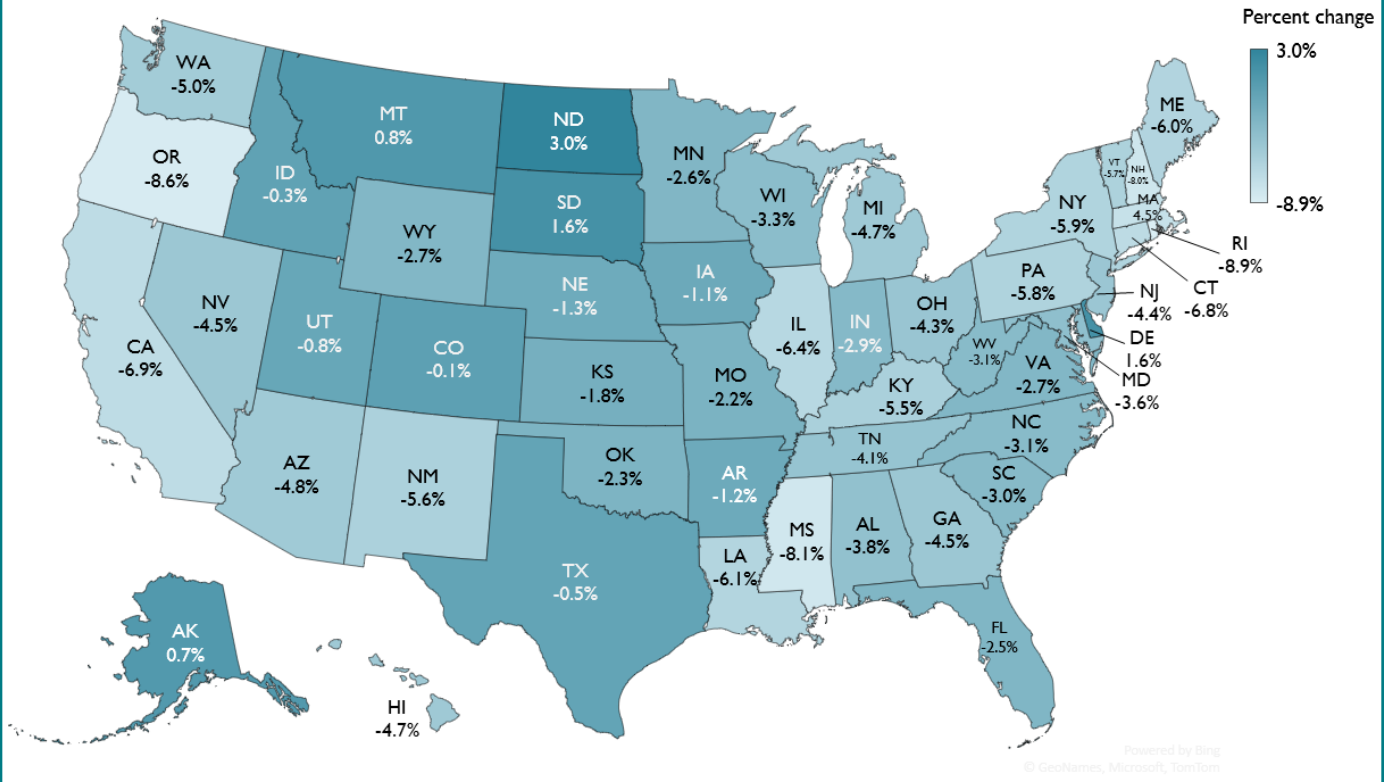 Percent change
3.0%
-8.9%
WA
-5.0%
OR
-8.6%
CA
-6.9%
NV
-4.5%
ID
-0.3%
MT
0.8%
WY
-2.7%
UT
-0.8%
CO
-0.1%
AZ
-4.8%
NM
-5.6%
ND
3.0%
SD
1.6%
NE
-1.3%
KS
-1.8%
OK
-2.3%
TX
-0.5%
MN
-2.6%
IA
-1.1%
MO
-2.2%
AR
-1.2%
LA
-6.1%
WI
-3.3%
IL
-6.4%
MI
-4.7%
IN
-2.9%
OH
-4.3%
KY
-5.5%
TN
-4.1%
MS
-8.1%
AL
-3.8%
GA
-4.5%
FL
-2.5%
SC
-3.0%
NC
-3.1%
VA
-2.7%
WV
-3.1%
PA
-5.8%
NY
-5.9%
VT
-5.7%
NH
-8.0%
ME
-6.0%
MA
4.5%
RI
-8.9%
CT
-6.8%
NJ
-4.4%
DE
1.6%
MD
-3.6%
AK
0.7%
HI
-4.7%
Powered by Bing
© GeoNames, Microsoft, TomTom